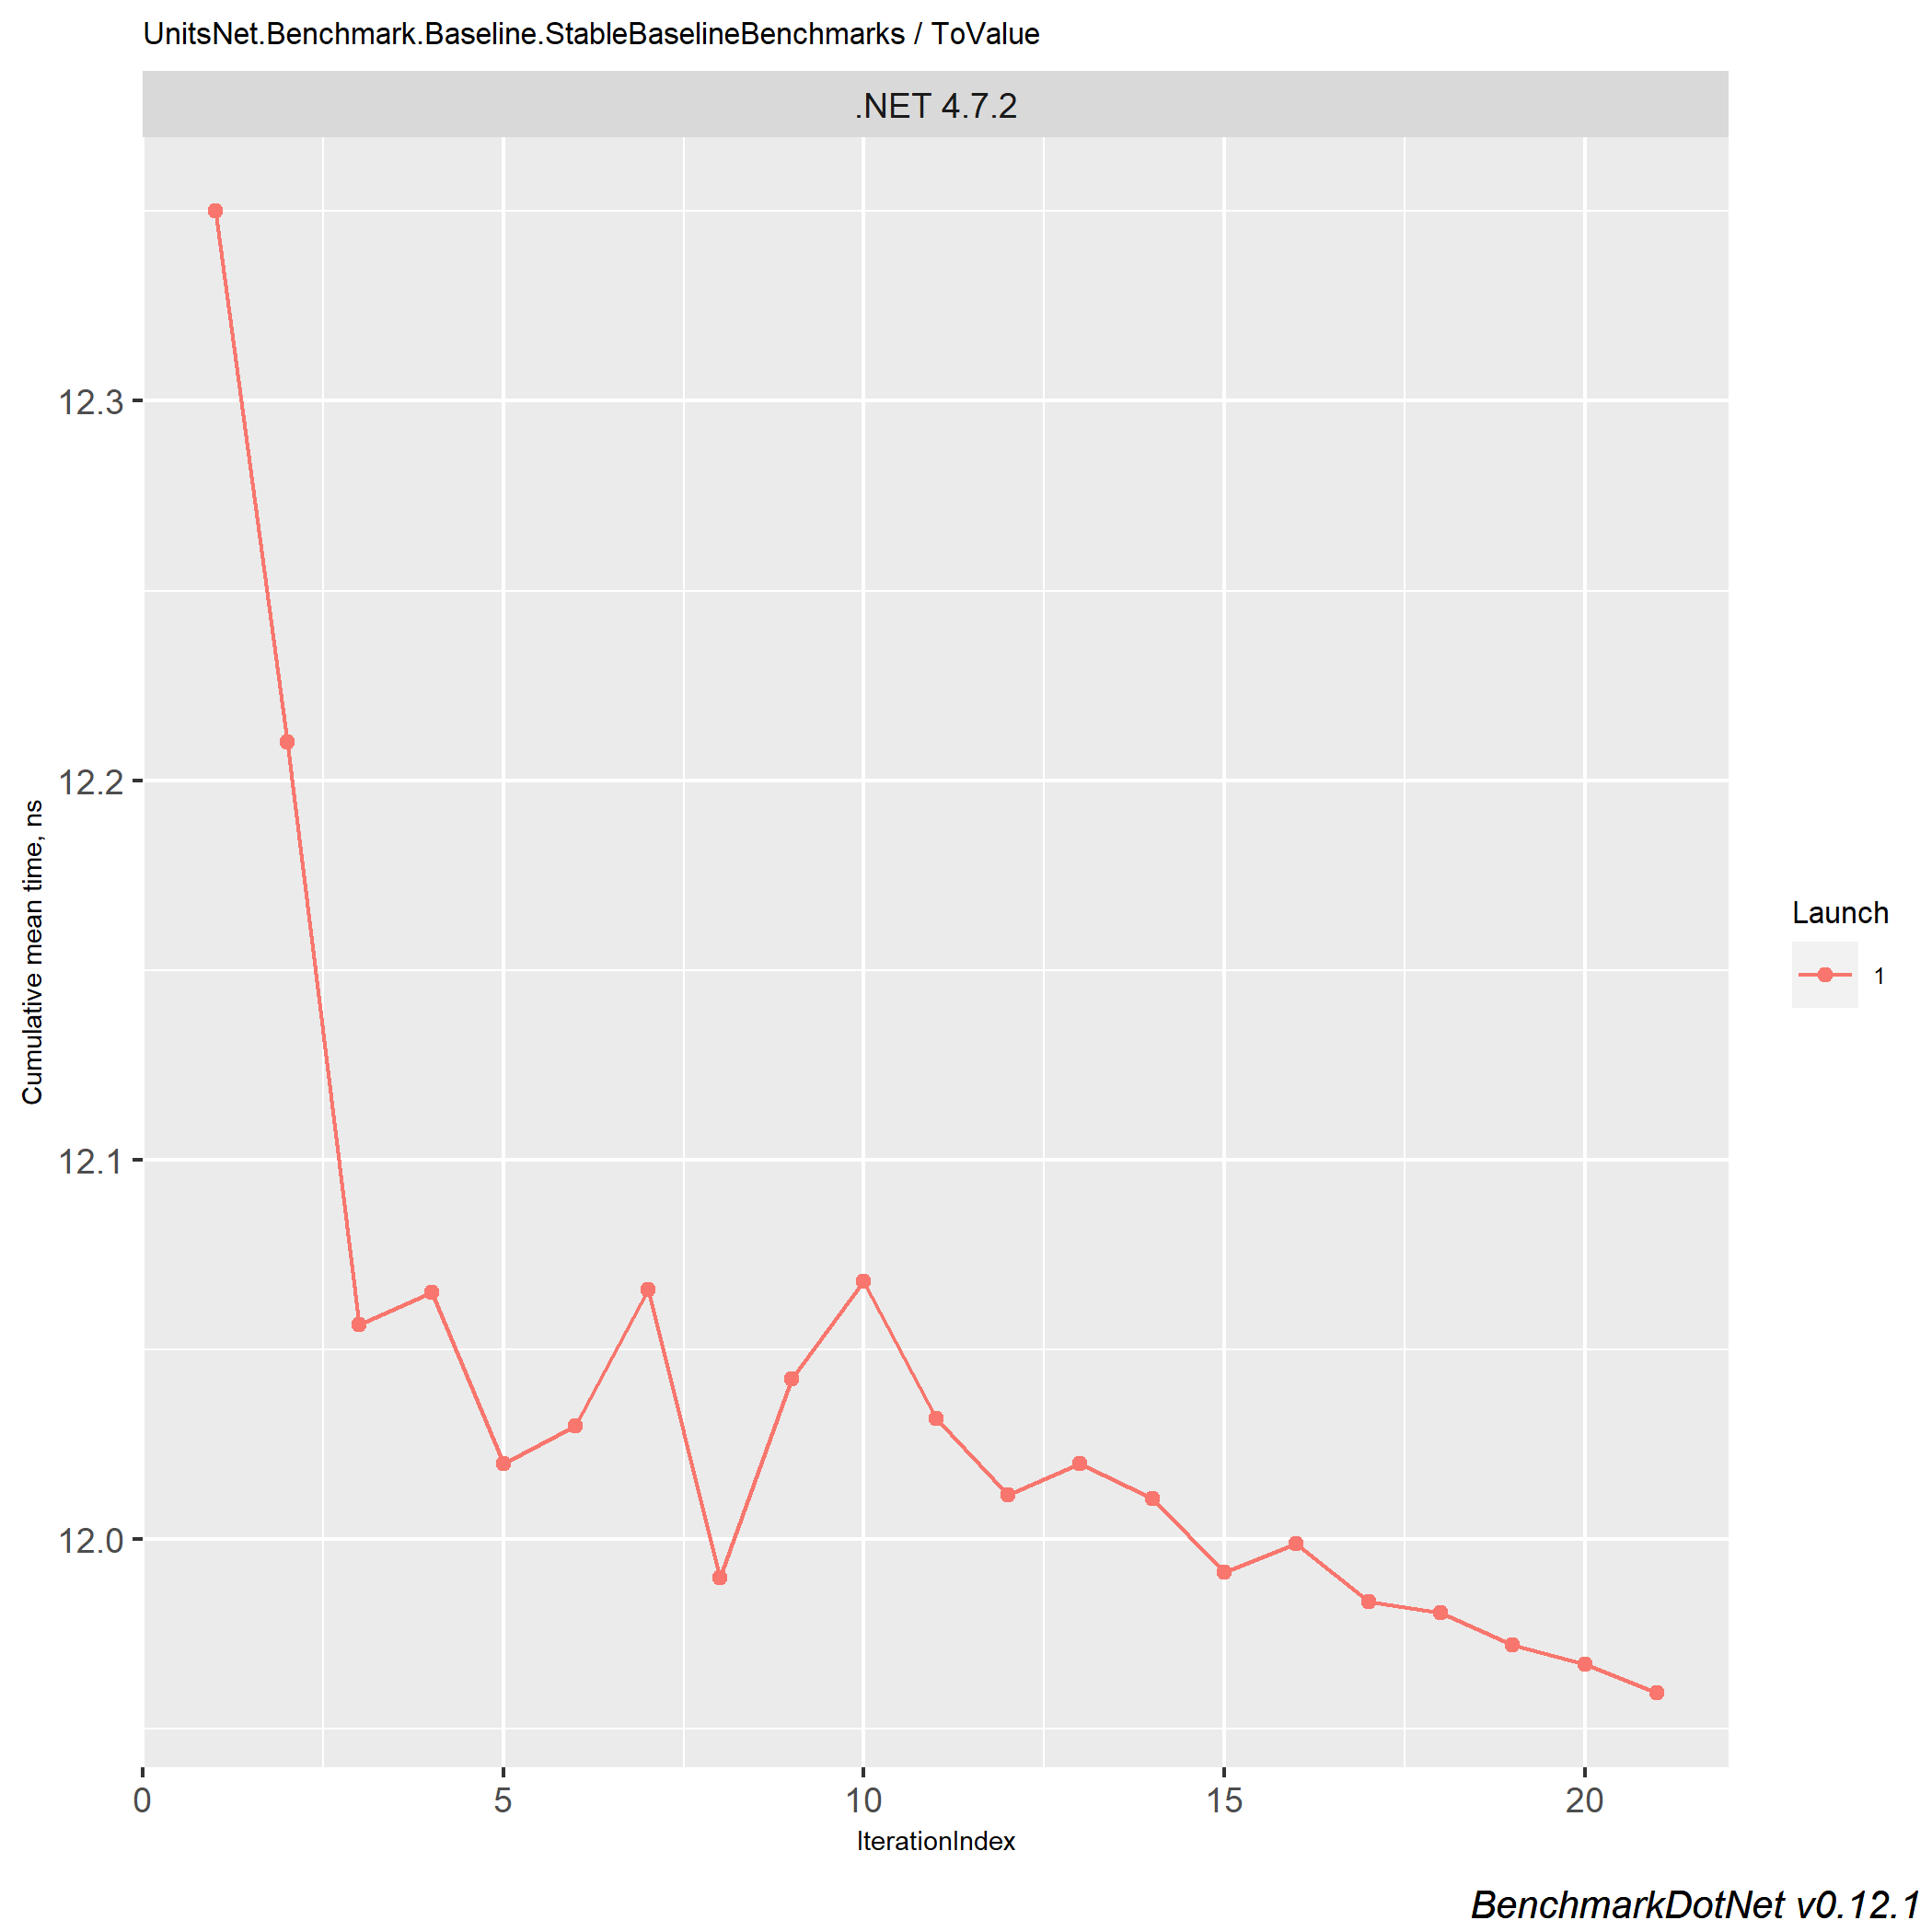 UnitsNet.Benchmark.Baseline.StableBaselineBenchmarks / ToValue
.NET 4.7.2
Cumulative mean time, ns
12.3
12.2
12.1
12.0
0 5 10 15 20
IterationIndex
Launch
1
BenchmarkDotNet v0.12.1